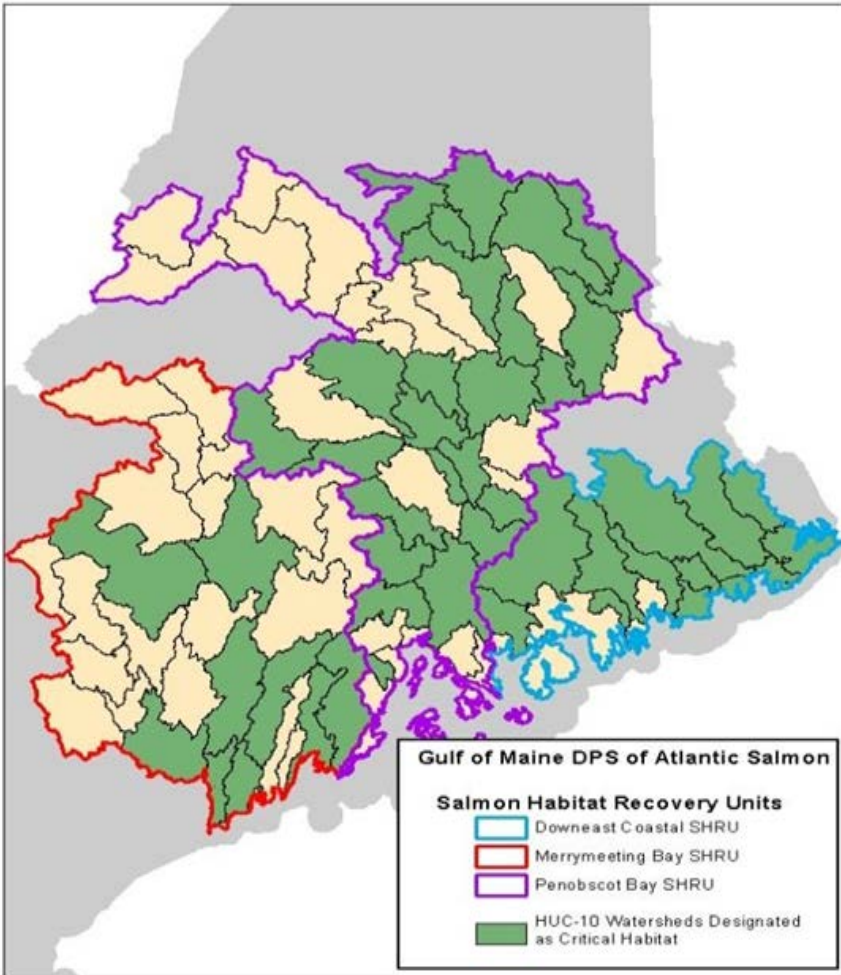 Gulf of Maine DPS of Atlantic Salmon
Salmon Habitat Recovery Units
Downeast Coastal SHRU
Merrymeeting Bay SHRU
Penobscot Bay SHRU
HUC-10 Watersheds Designated
as Critical Habitat